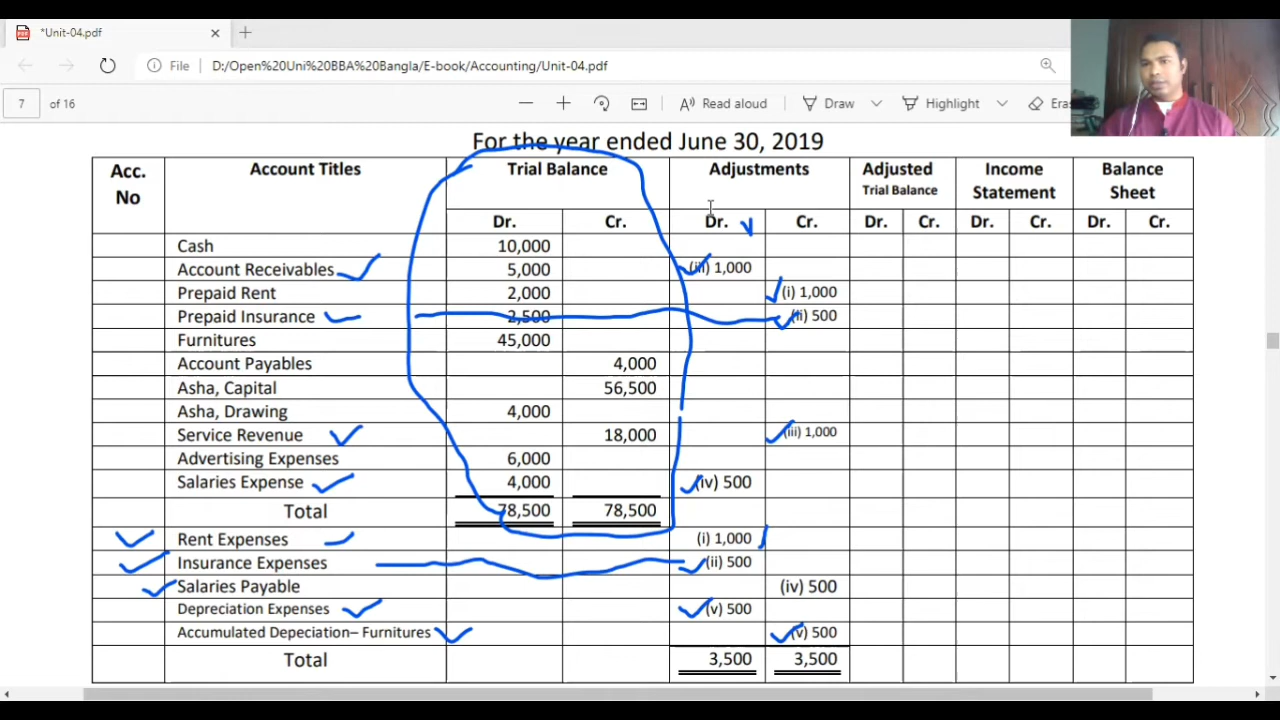 *Unit-04.pdf
File D:/Open%20Uni%20BBA%20Bangla/E-book/Accounting/Unit-04.pdf
7 of 16 Read aloud Draw Highlight
For the year ended June 30, 2019
Acc. No Account Titles Trial Balance Adjustments Adjusted Trial Balance Income Statement Balance Sheet
Dr. Cr. Dr. Cr. Dr. Cr. Dr. Cr. Dr. Cr.
Cash 10,000
Account Receivables 5,000 (iii) 1,000
Prepaid Rent 2,000 (i) 1,000
Prepaid Insurance 2,500 (ii) 500
Furnitures 45,000
Account Payables 4,000
Asha, Capital 56,500
Asha, Drawing 4,000
Service Revenue 18,000 (iii) 1,000
Advertising Expenses 6,000
Salaries Expense 4,000 (iv) 500
Total 78,500 78,500
Rent Expenses (i) 1,000
Insurance Expenses (ii) 500
Salaries Payable (iv) 500
Depreciation Expenses (v) 500
Accumulated Depeciation– Furnitures (v) 500
Total 3,500 3,500